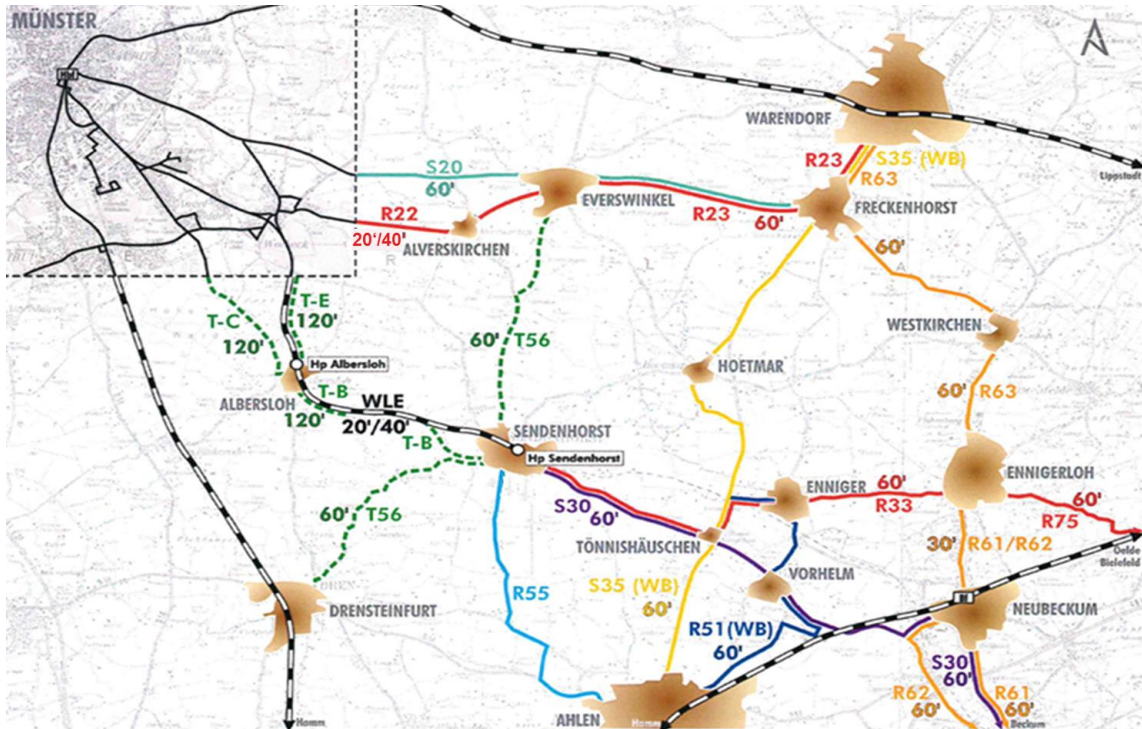 MÜNSTER
WARENDORF
Lippstadt
R23
S35 (WB)
R63
S20
60'
EVERSWINKEL
R23
60'
FRECKENHORST
R22
20'/40'
ALVERSKIRCHEN
60'
T-E
120'
T-C
120'
60'
T56
WESTKIRCHEN
Hp Albersloh
HOETMAR
ALBERSLOH
T-B
120'
WLE
20'/40'
60'
R63
T-B
SENDENHORST
Hp Sendenhorst
ENNIGERLOH
ENNIGER
60'
R33
60'
R75
S30
60'
60'
T56
TÖNNISHÄUSCHEN
30'
R61/R62
Oelde
Bielefeld
VORHELM
S35 (WB)
60'
R55
DRENSTEINFURT
NEUBECKUM
R51(WB)
60'
S30
60'
R62
60'
R61
60'
AHLEN
Hamm
Hamm
Beckum